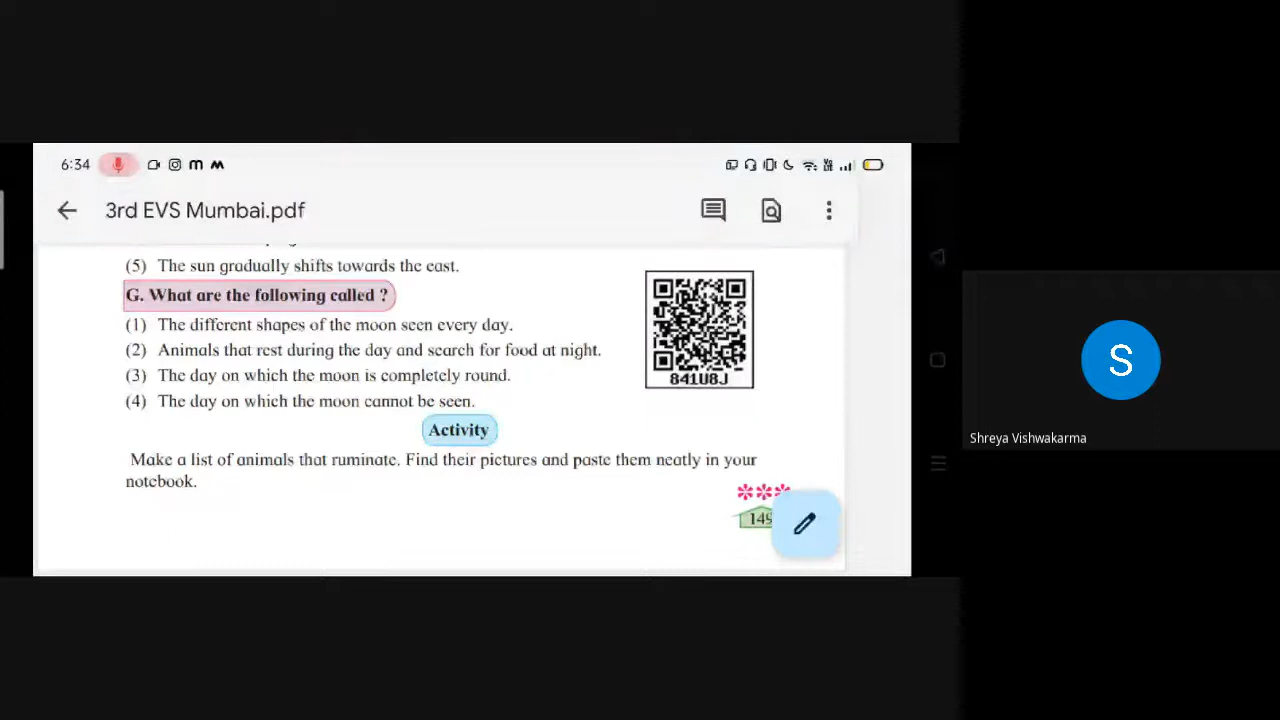 6:34
3rd EVS Mumbai.pdf
(5) The sun gradually shifts towards the east.
G. What are the following called ?
(1) The different shapes of the moon seen every day.
(2) Animals that rest during the day and search for food at night.
(3) The day on which the moon is completely round.
(4) The day on which the moon cannot be seen.
841U8J
Activity
Make a list of animals that ruminate. Find their pictures and paste them neatly in your
notebook.
149
S
Shreya Vishwakarma